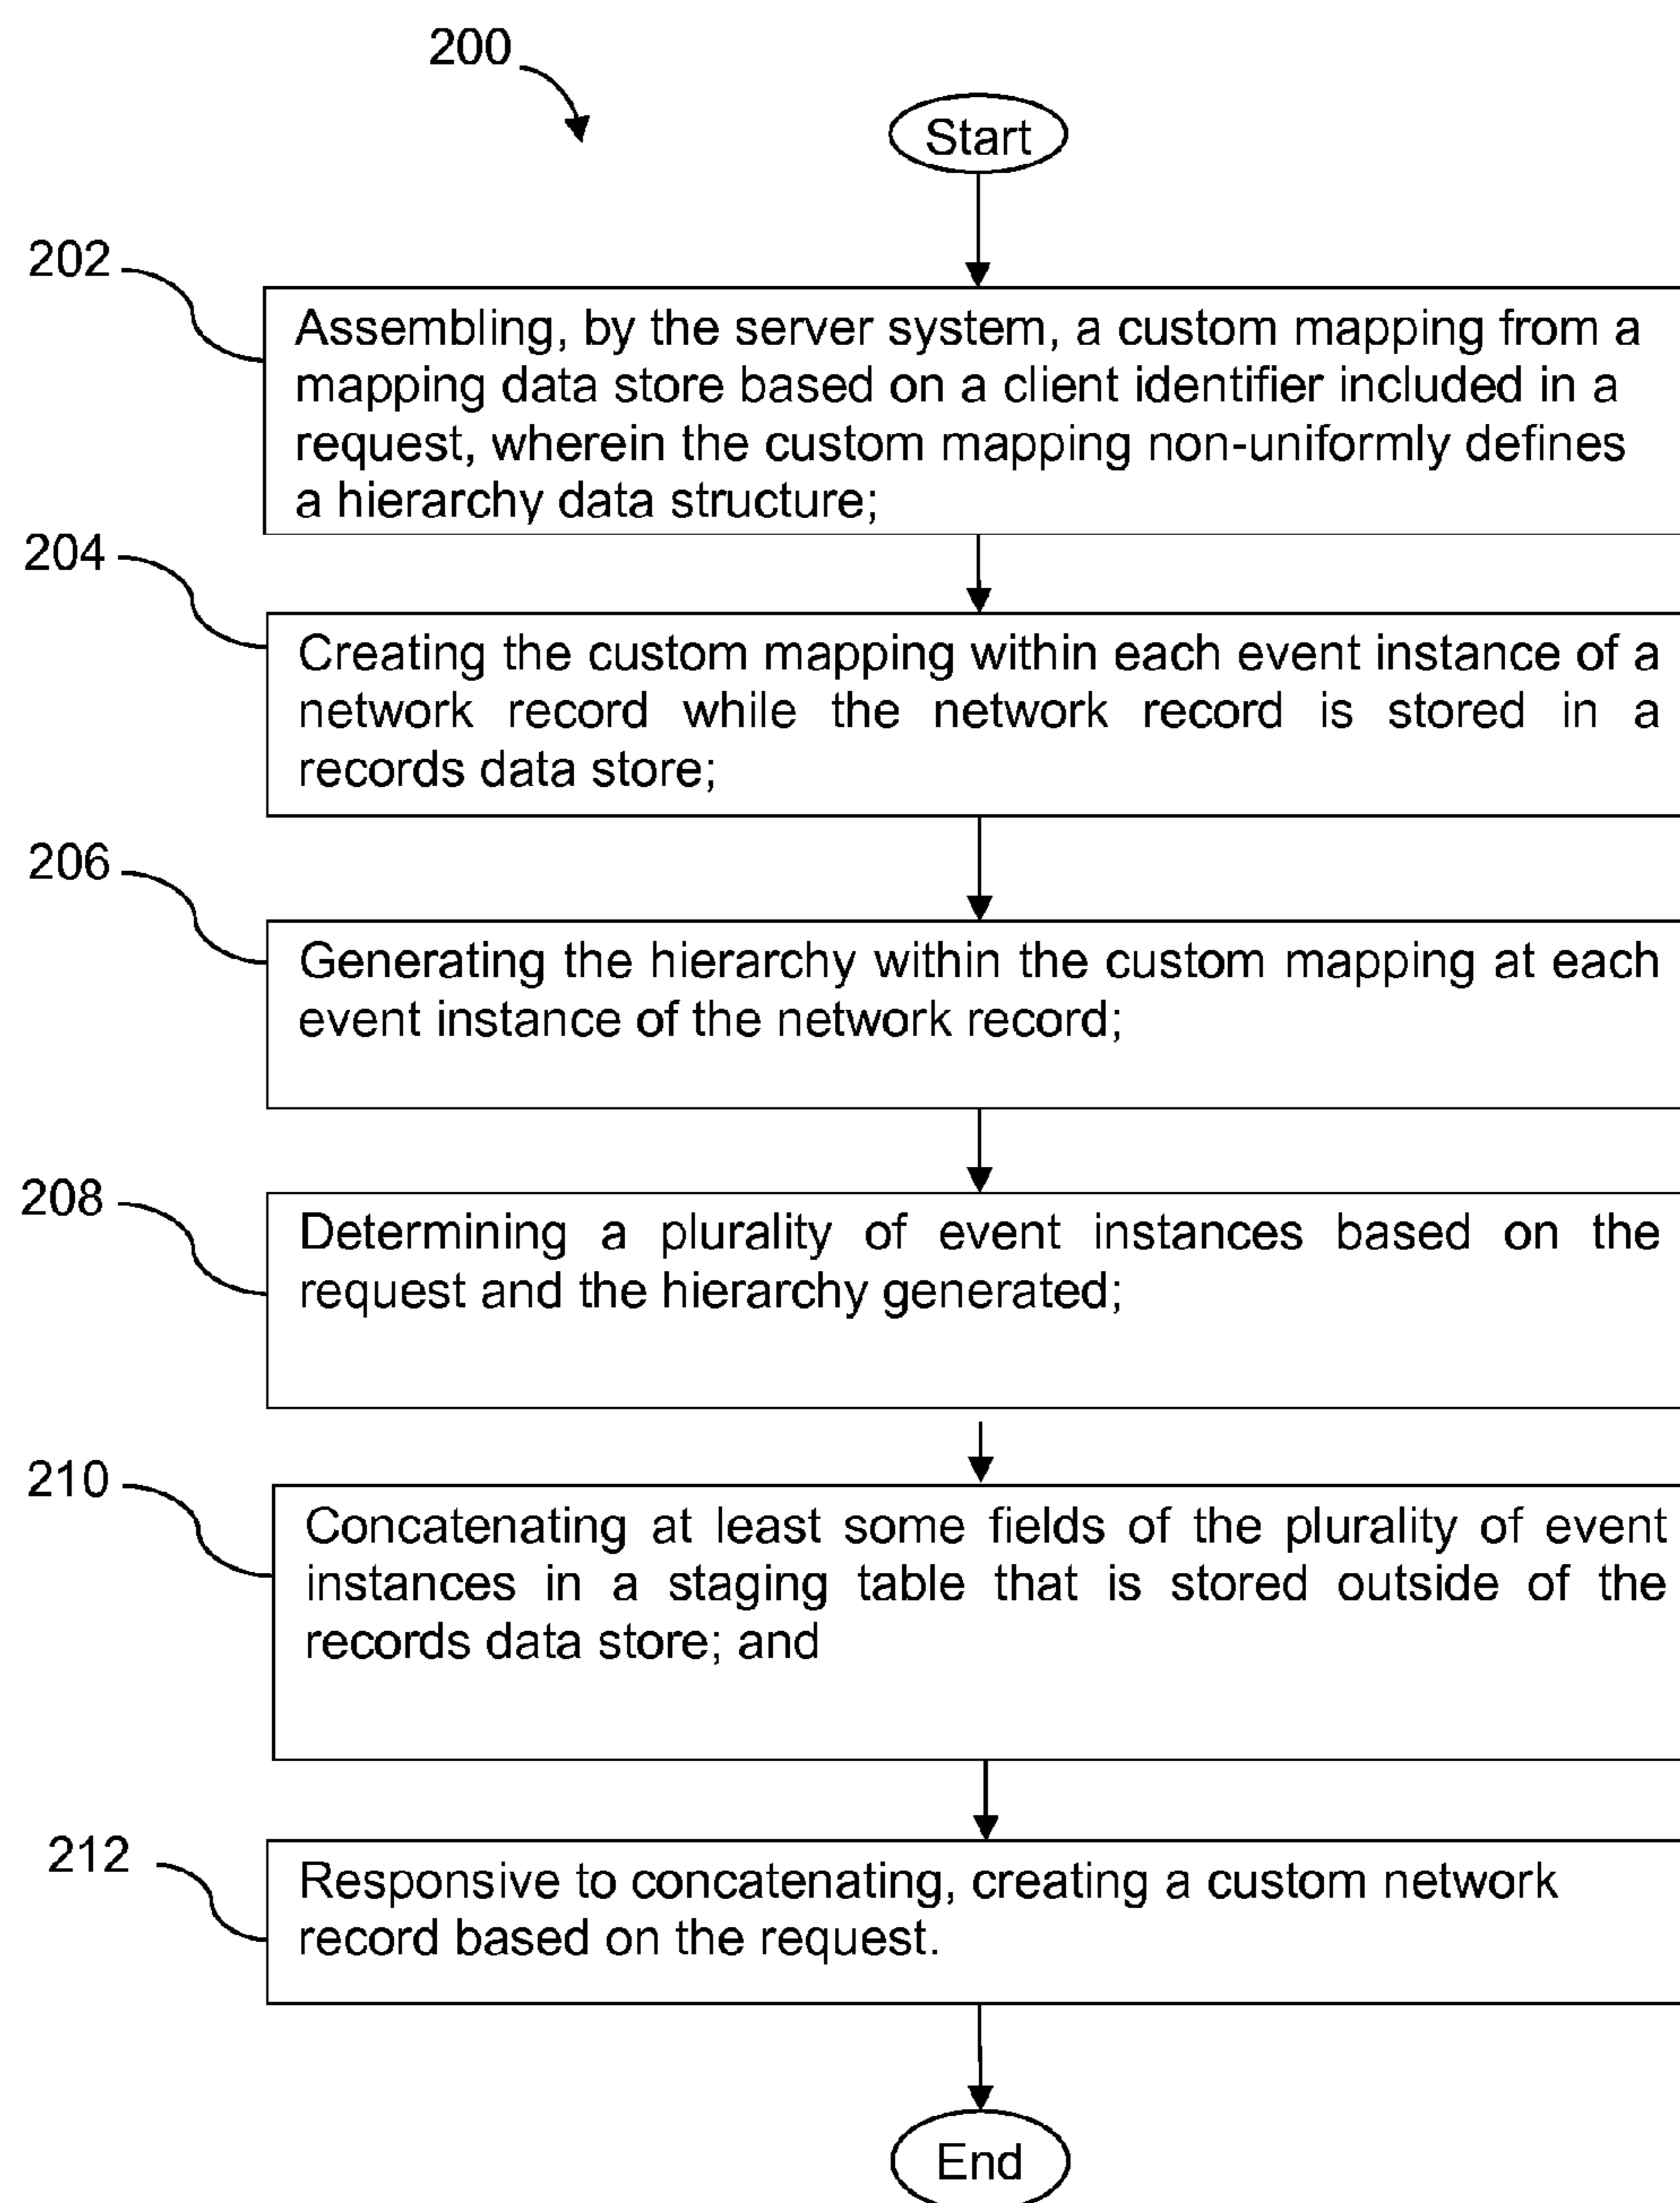 200
Start
202
Assembling, by the server system, a custom mapping from a
mapping data store based on a client identifier included in a
request, wherein the custom mapping non-uniformly defines
a hierarchy data structure;
204
Creating the custom mapping within each event instance of a
network record while the network record is stored in a
records data store;
206
Generating the hierarchy within the custom mapping at each
event instance of the network record;
208
Determining a plurality of event instances based on the
request and the hierarchy generated;
210
Concatenating at least some fields of the plurality of event
instances in a staging table that is stored outside of the
records data store; and
212
Responsive to concatenating, creating a custom network
record based on the request.
End